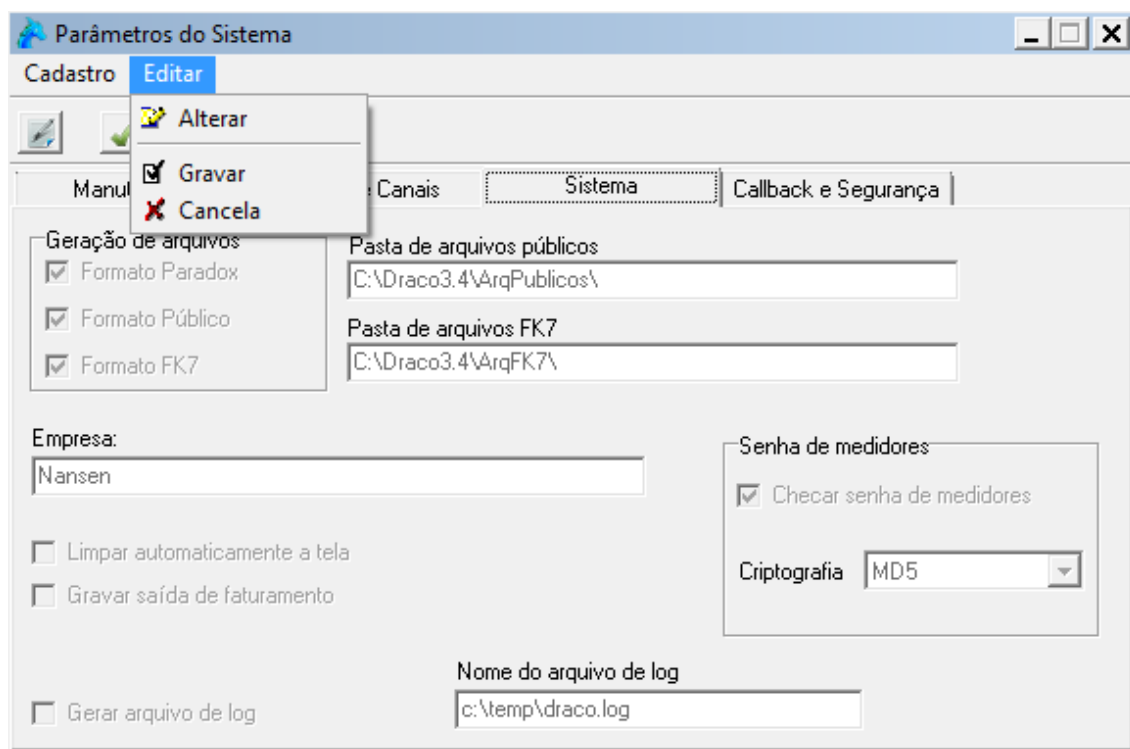 Parâmetros do Sistema
Cadastro Editar
Alterar
Gravar
Cancela
Canais Sistema Callback e Segurança
Geração de arquivos
Formato Paradox
Formato Público
Formato FK7
Pasta de arquivos públicos
C:\Draco3.4\ArqPublicos\
Pasta de arquivos FK7
C:\Draco3.4\ArqFK7\
Empresa:
Nansen
Senha de medidores
Checar senha de medidores
Criptografia MD5
Limpar automaticamente a tela
Gravar saída de faturamento
Nome do arquivo de log
Gerar arquivo de log c:\temp\draco.log